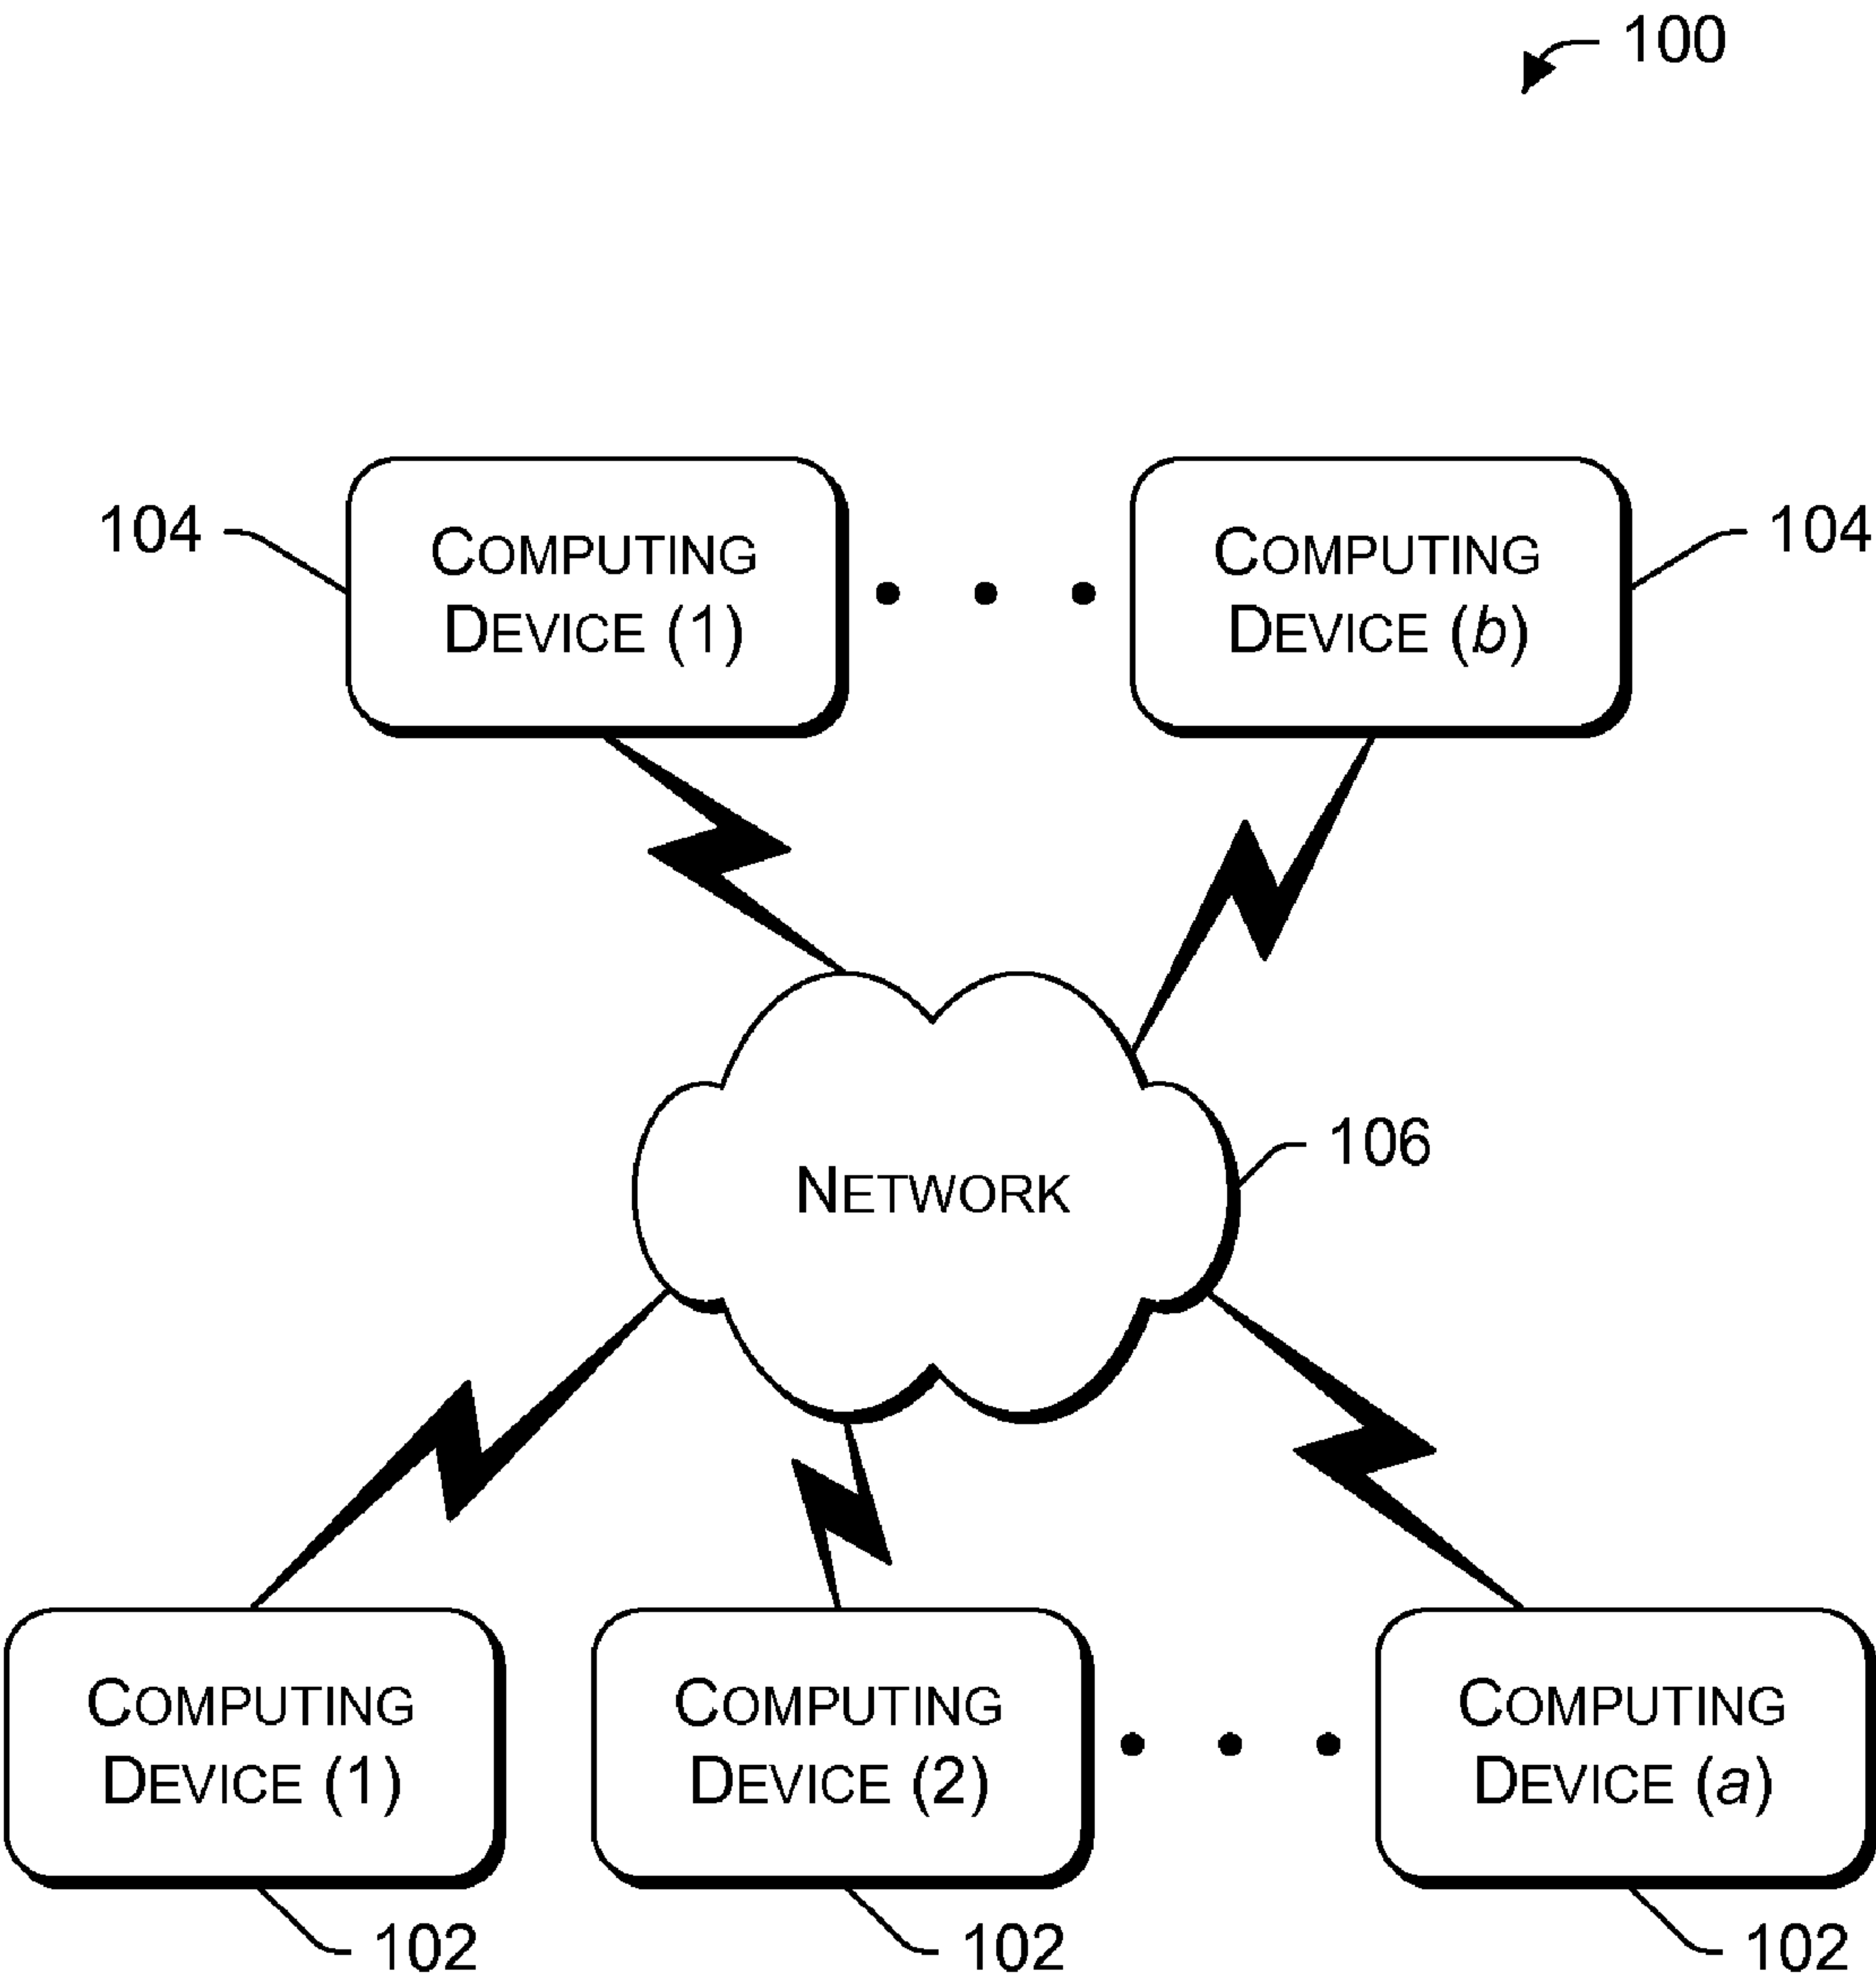 100
104
COMPUTING
DEVICE (1)
COMPUTING
DEVICE (b)
104
106
NETWORK
COMPUTING
DEVICE (1)
COMPUTING
DEVICE (2)
COMPUTING
DEVICE (a)
102
102
102